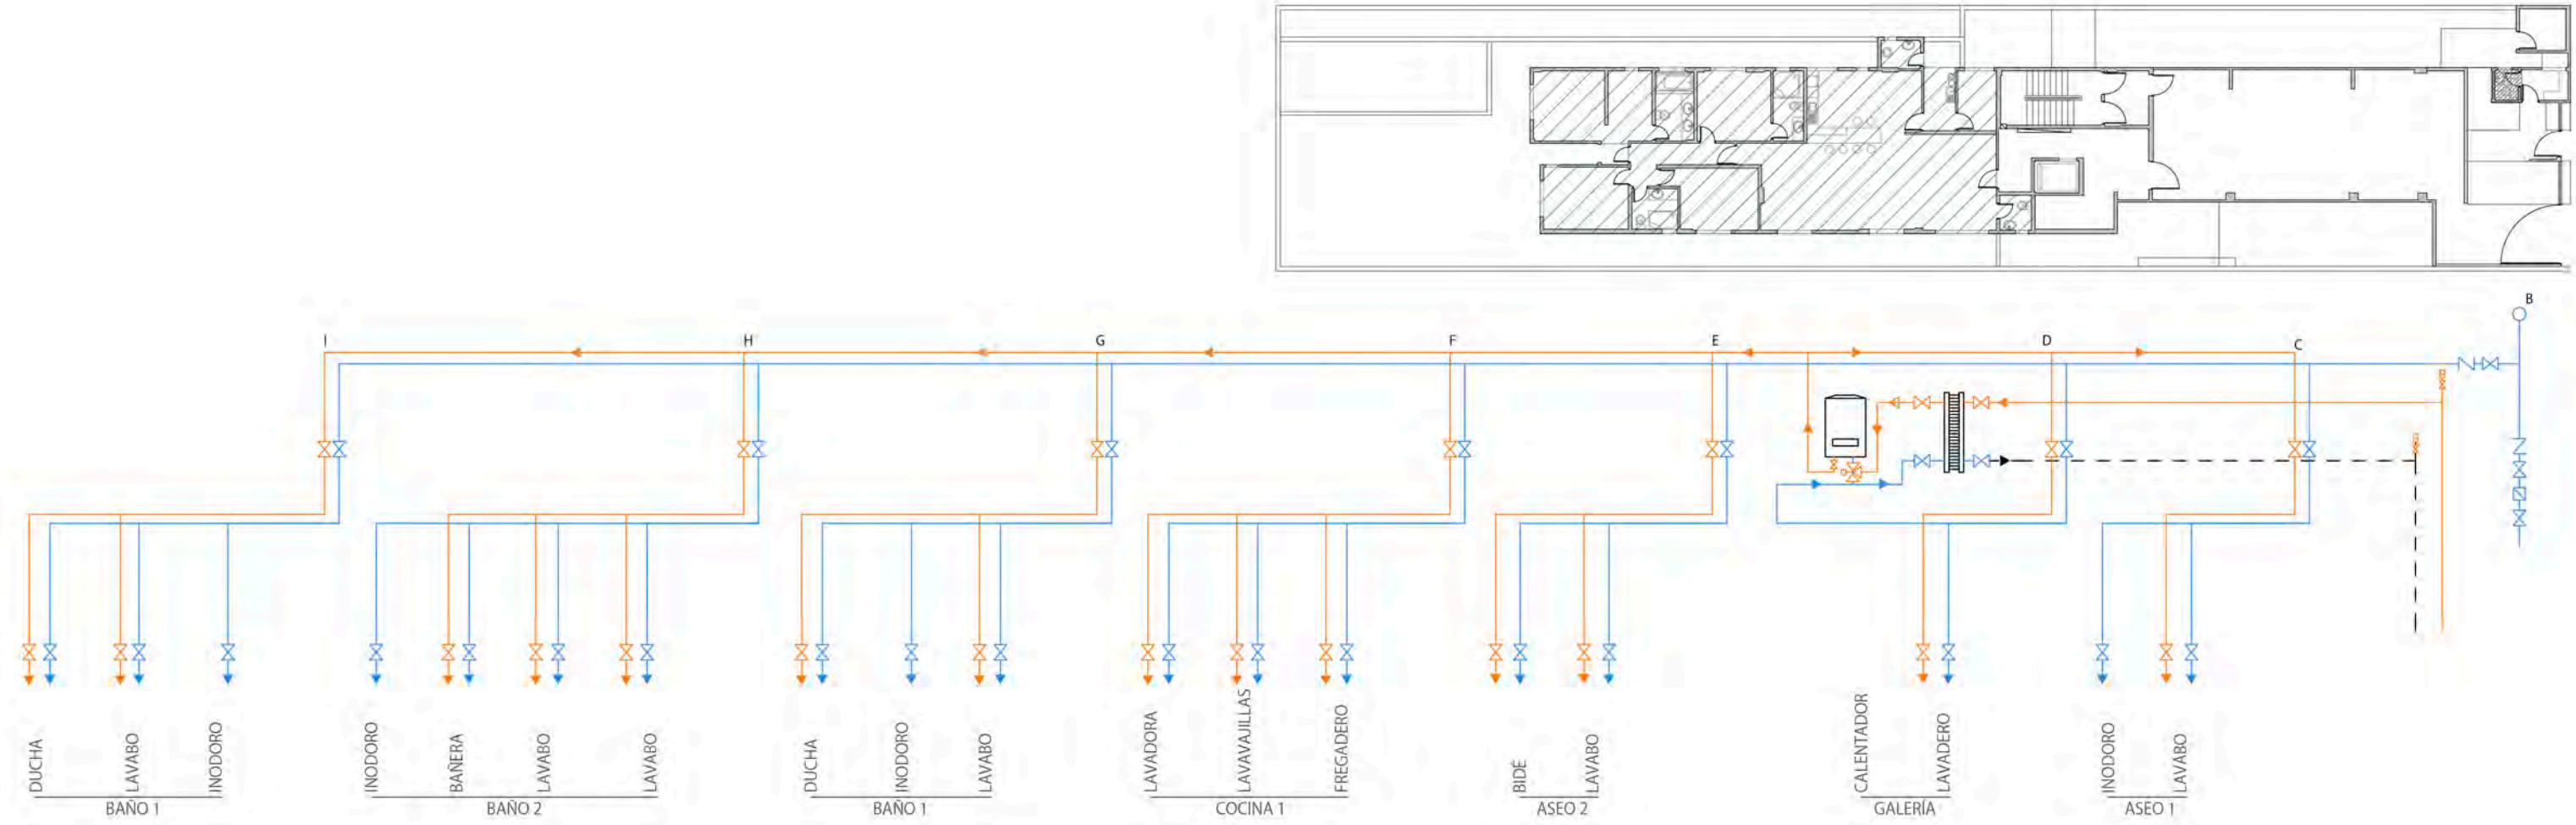 B
I
H
G
F
E
D
C
DUCHA
LAVABO
INODORO
BAÑO 1
INODORO
BAÑERA
LAVABO
LAVABO
BAÑO 2
DUCHA
INODORO
LAVABO
BAÑO 1
LAVADORA
LAVAVAJILLAS
FREGADERO
COCINA 1
BIDÉ
LAVABO
ASEO 2
CALENTADOR
LAVADERO
GALERÍA
INODORO
LAVABO
ASEO 1